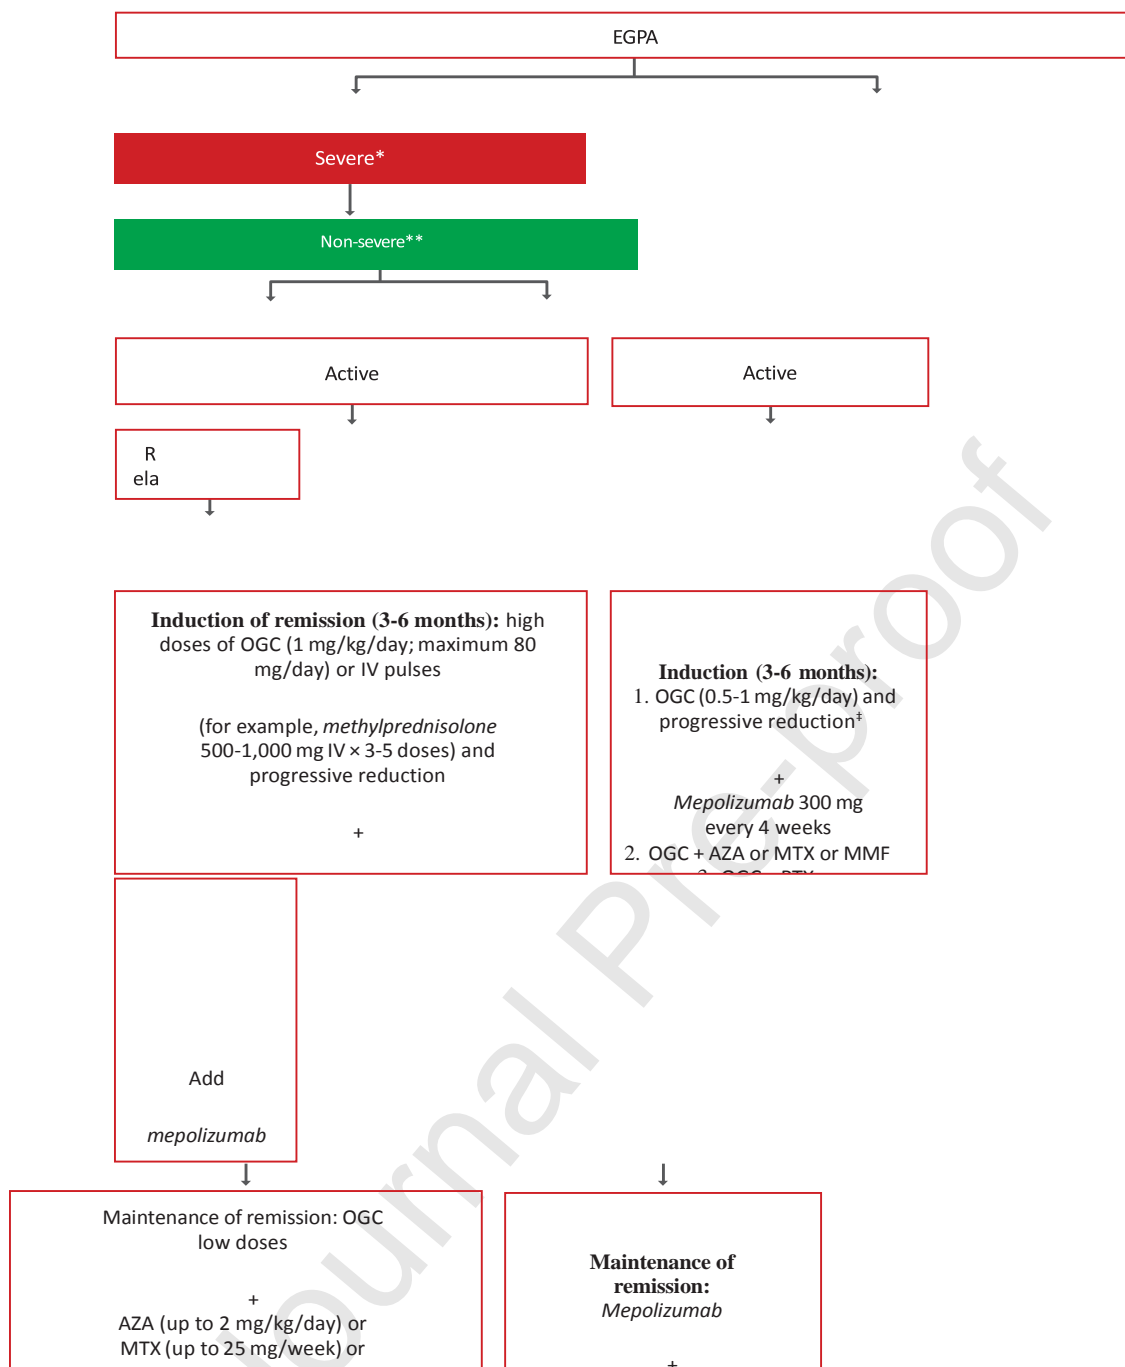 EGPA
Severe*
Non-severe**
Active
Active
R
ela
Induction of remission (3-6 months): high
doses of OGC (1 mg/kg/day; maximum 80
mg/day) or IV pulses
(for example, methylprednisolone
500-1,000 mg IV × 3-5 doses) and
progressive reduction
+
Induction (3-6 months):
1. OGC (0.5-1 mg/kg/day) and
progressive reduction‡
+
Mepolizumab 300 mg
every 4 weeks
2. OGC + AZA or MTX or MMF
Add
mepolizumab
Maintenance of remission: OGC
low doses
+
AZA (up to 2 mg/kg/day) or
MTX (up to 25 mg/week) or
Maintenance of
remission:
Mepolizumab
+
Journal Pre-proof